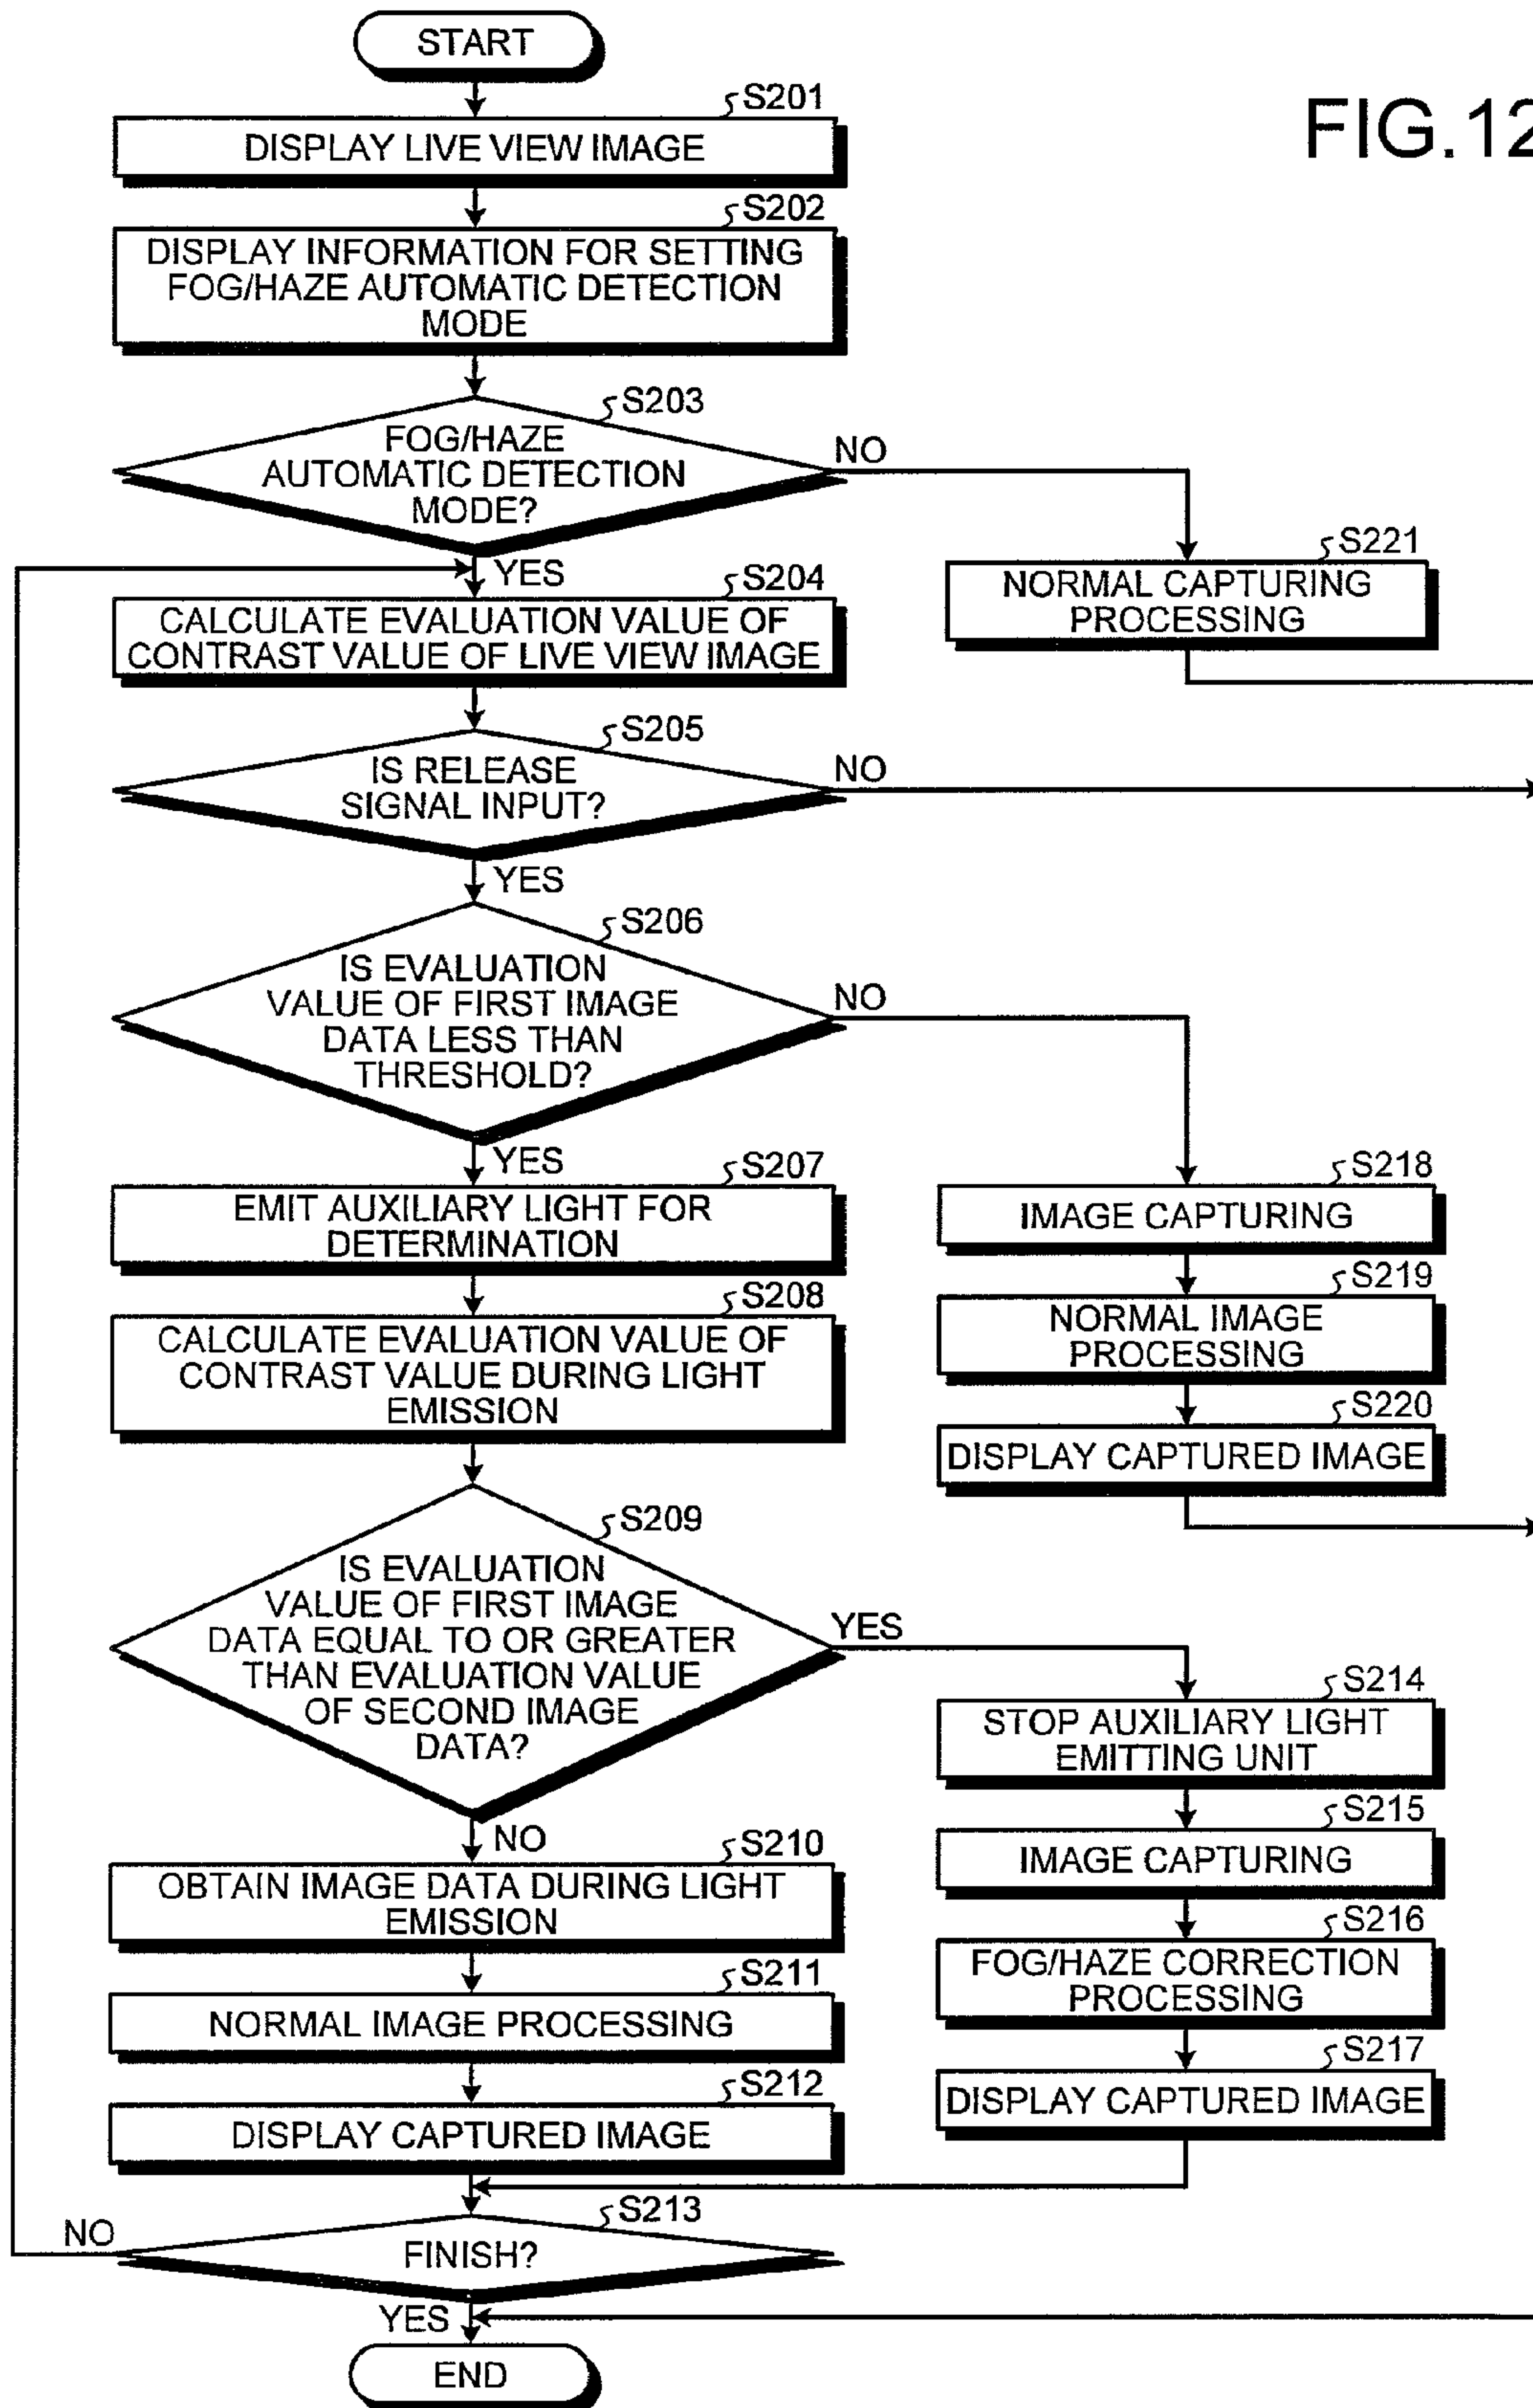 START
FIG.12
S201
DISPLAY LIVE VIEW IMAGE
S202
DISPLAY INFORMATION FOR SETTING
FOG/HAZE AUTOMATIC DETECTION
MODE
S203
FOG/HAZE
AUTOMATIC DETECTION
MODE?
NO
YES
S221
NORMAL CAPTURING
PROCESSING
S204
CALCULATE EVALUATION VALUE OF
CONTRAST VALUE OF LIVE VIEW IMAGE
S205
IS RELEASE
SIGNAL INPUT?
NO
YES
S206
IS EVALUATION
VALUE OF FIRST IMAGE
DATA LESS THAN
THRESHOLD?
NO
YES
S207
EMIT AUXILIARY LIGHT FOR
DETERMINATION
S218
IMAGE CAPTURING
S208
CALCULATE EVALUATION VALUE OF
CONTRAST VALUE DURING LIGHT
EMISSION
S219
NORMAL IMAGE
PROCESSING
S220
DISPLAY CAPTURED IMAGE
S209
IS EVALUATION
VALUE OF FIRST IMAGE
DATA EQUAL TO OR GREATER
THAN EVALUATION VALUE
OF SECOND IMAGE
DATA?
YES
NO
S214
STOP AUXILIARY LIGHT
EMITTING UNIT
S215
IMAGE CAPTURING
S210
OBTAIN IMAGE DATA DURING LIGHT
EMISSION
S216
FOG/HAZE CORRECTION
PROCESSING
S211
NORMAL IMAGE PROCESSING
S217
DISPLAY CAPTURED IMAGE
S212
DISPLAY CAPTURED IMAGE
S213
FINISH?
NO
YES
END